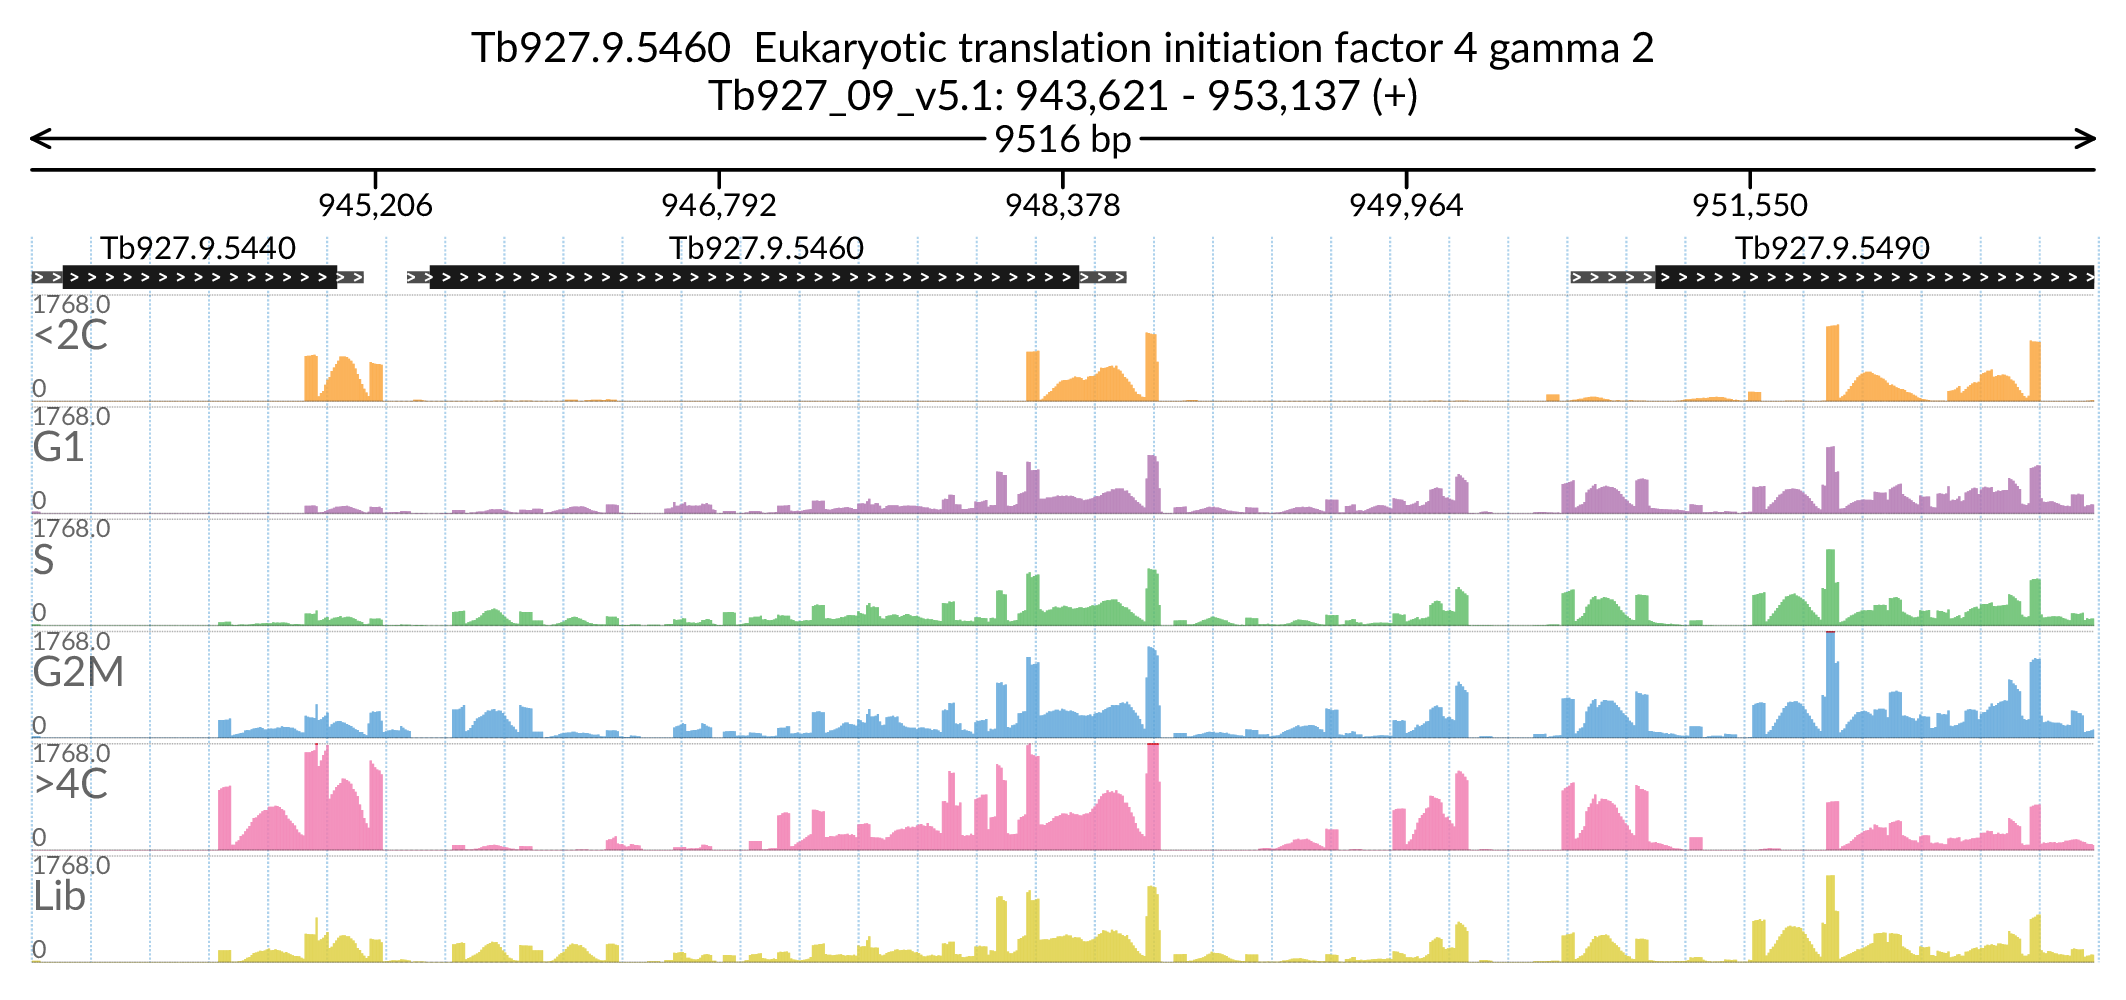 Tb927.9.5460  Eukaryotic translation initiation factor 4 gamma 2
Tb927_09_v5.1: 943,621 - 953,137 (+)
9516 bp
945,206 946,792 948,378 949,964 951,550
Tb927.9.5440 Tb927.9.5460 Tb927.9.5490
1768.0
<2C
0
1768.0
G1
0
1768.0
S
0
1768.0
G2M
0
1768.0
>4C
0
1768.0
Lib
0